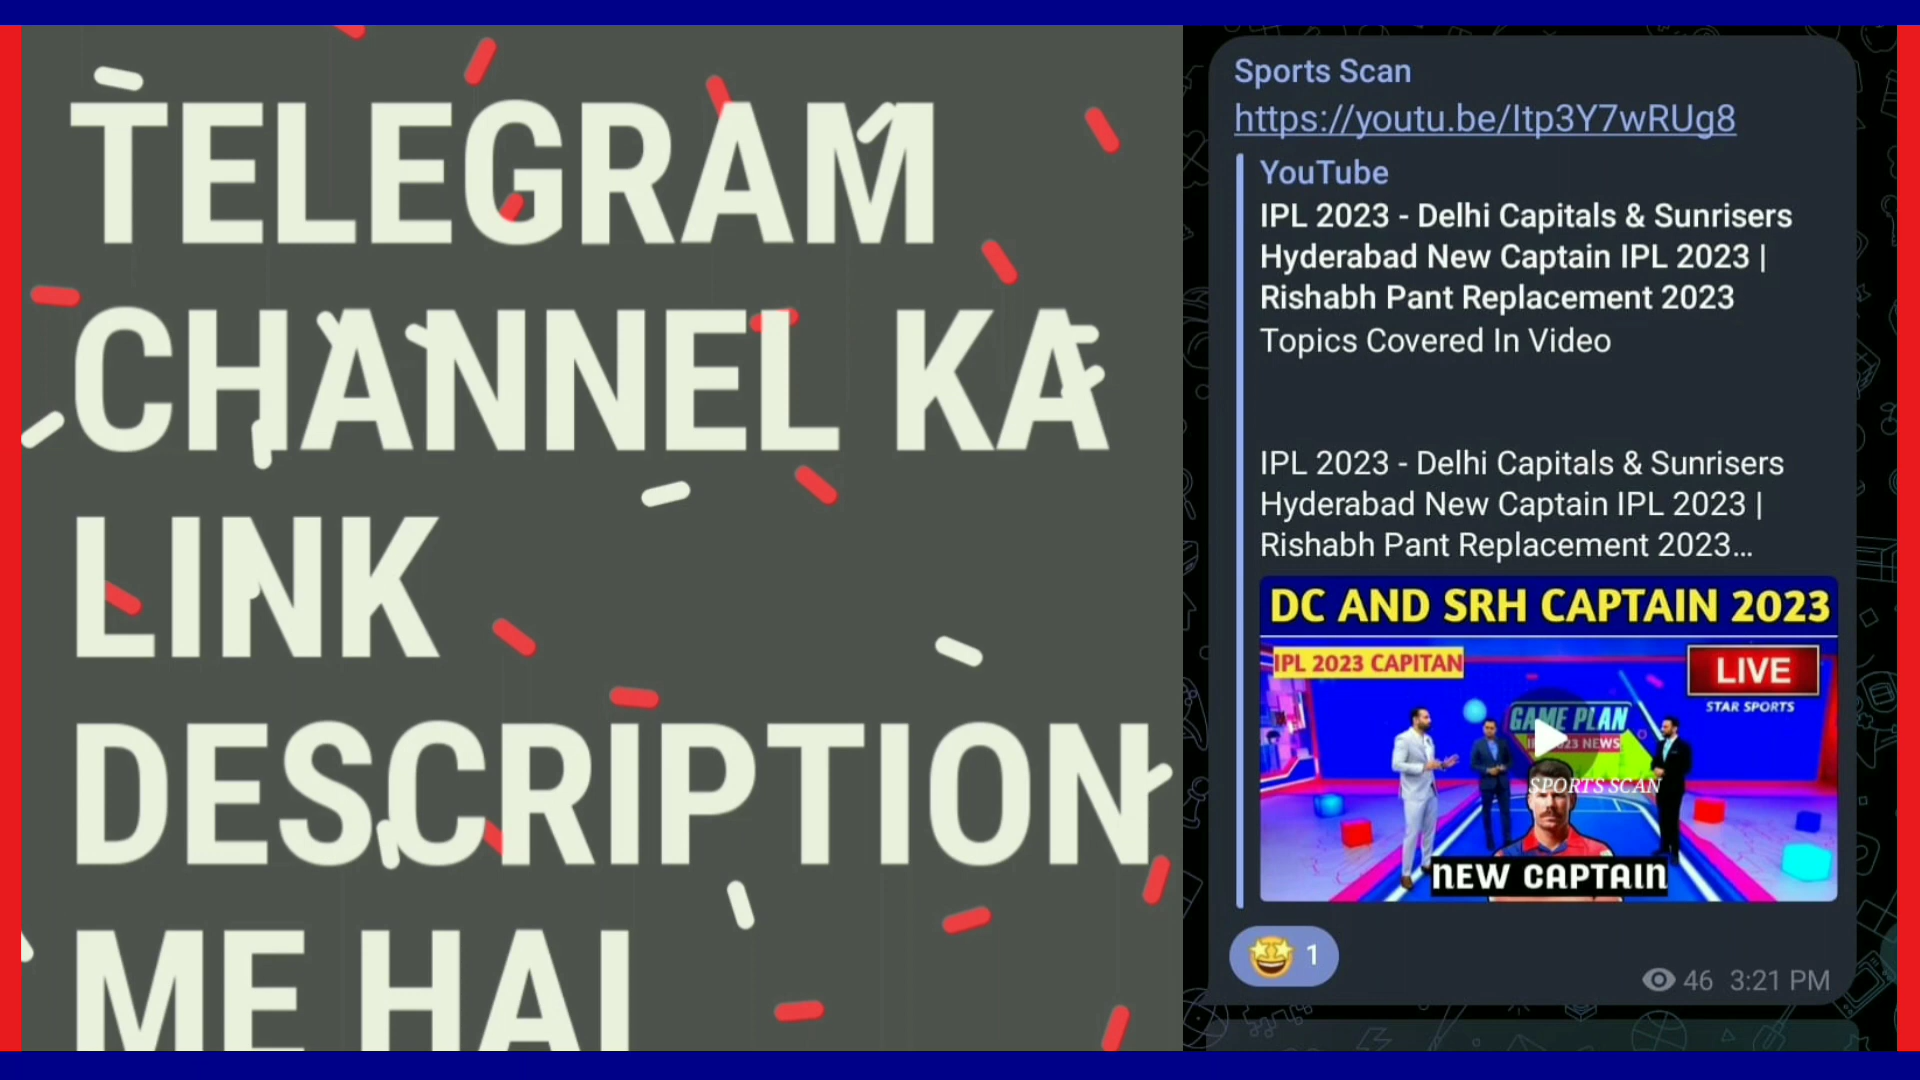 TELEGRAM
CHANNEL KA
LINK
DESCRIPTION
ME HAI
Sports Scan
https://youtu.be/Itp3Y7wRUg8
YouTube
IPL 2023 - Delhi Capitals & Sunrisers
Hyderabad New Captain IPL 2023 |
Rishabh Pant Replacement 2023
Topics Covered In Video
IPL 2023 - Delhi Capitals & Sunrisers
Hyderabad New Captain IPL 2023 |
Rishabh Pant Replacement 2023...
DC AND SRH CAPTAIN 2023
IPL 2023 CAPITAN
LIVE
STAR SPORTS
GAME PLAN
23 NEWS
SPORTS SCAN
NEW CAPTAIN
1
46 3:21 PM